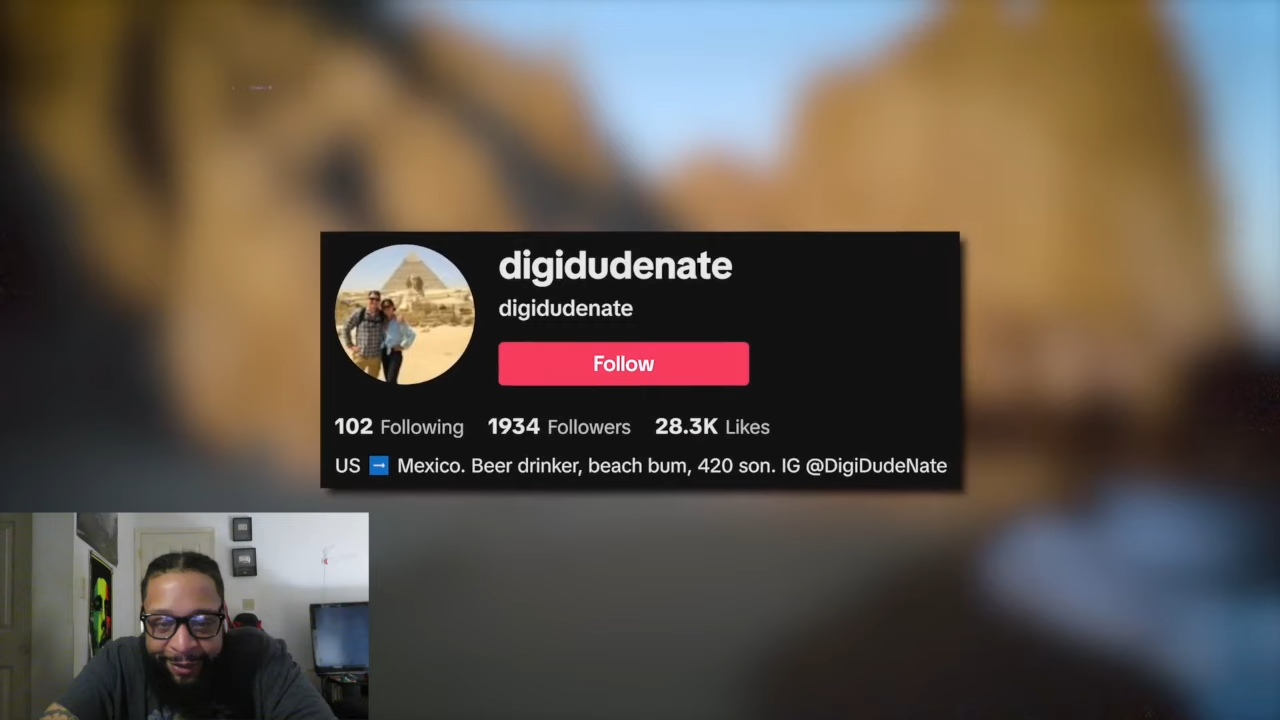 digidudenate
digidudenate
Follow
102 Following 1934 Followers 28.3K Likes
US ➡️ Mexico. Beer drinker, beach bum, 420 son. IG @DigiDudeNate